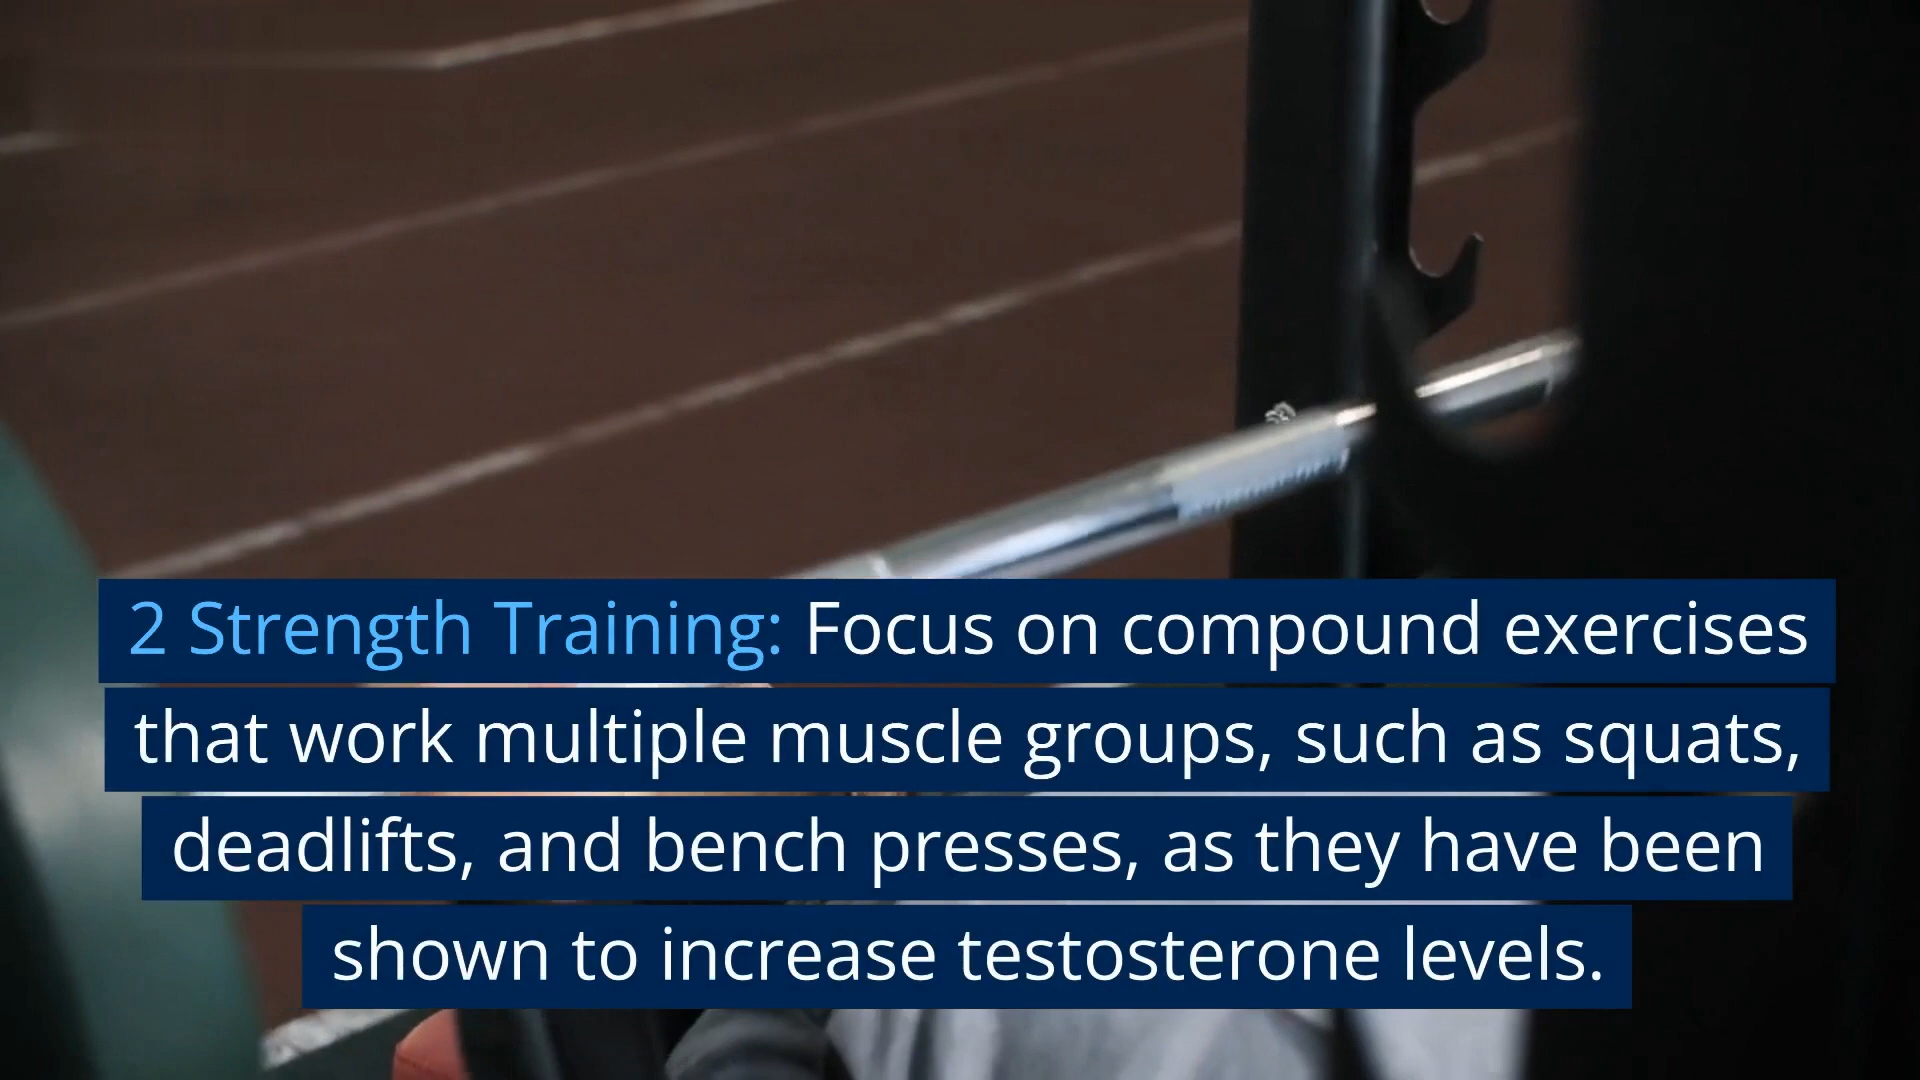 2 Strength Training: Focus on compound exercises
that work multiple muscle groups, such as squats,
deadlifts, and bench presses, as they have been
shown to increase testosterone levels.